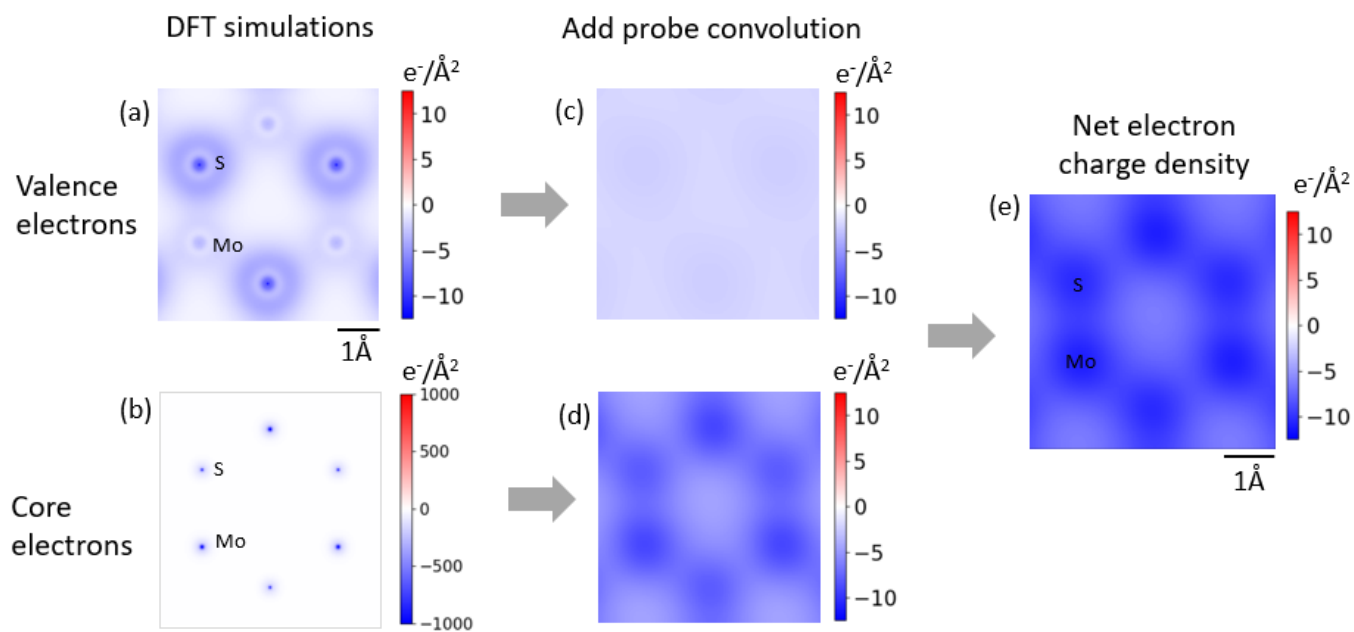 DFT simulations
Add probe convolution
Valence
electrons
(a)
S
Mo
e⁻/Å²
10
5
0
−5
−10
1Å
(c)
e⁻/Å²
10
5
0
−5
−10
Core
electrons
(b)
S
Mo
e⁻/Å²
1000
500
0
−500
−1000
(d)
e⁻/Å²
10
5
0
−5
−10
Net electron
charge density
(e)
S
Mo
e⁻/Å²
10
5
0
−5
−10
1Å